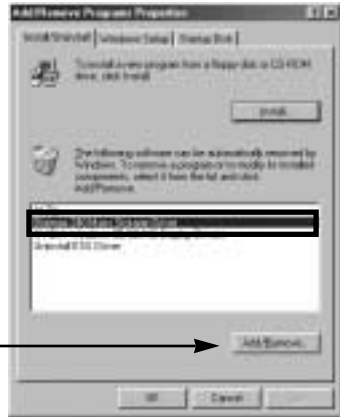 Add/Remove Programs Properties
Install/Uninstall Windows Setup Startup Disk
To install a new program from a floppy disk or CD-ROM
drive, click Install.
Install...
The following software can be automatically removed by
Windows. To remove a program or to modify its installed
components, select it from the list and click
Add/Remove.
Uninstall Driver
Add/Remove...
OK Cancel